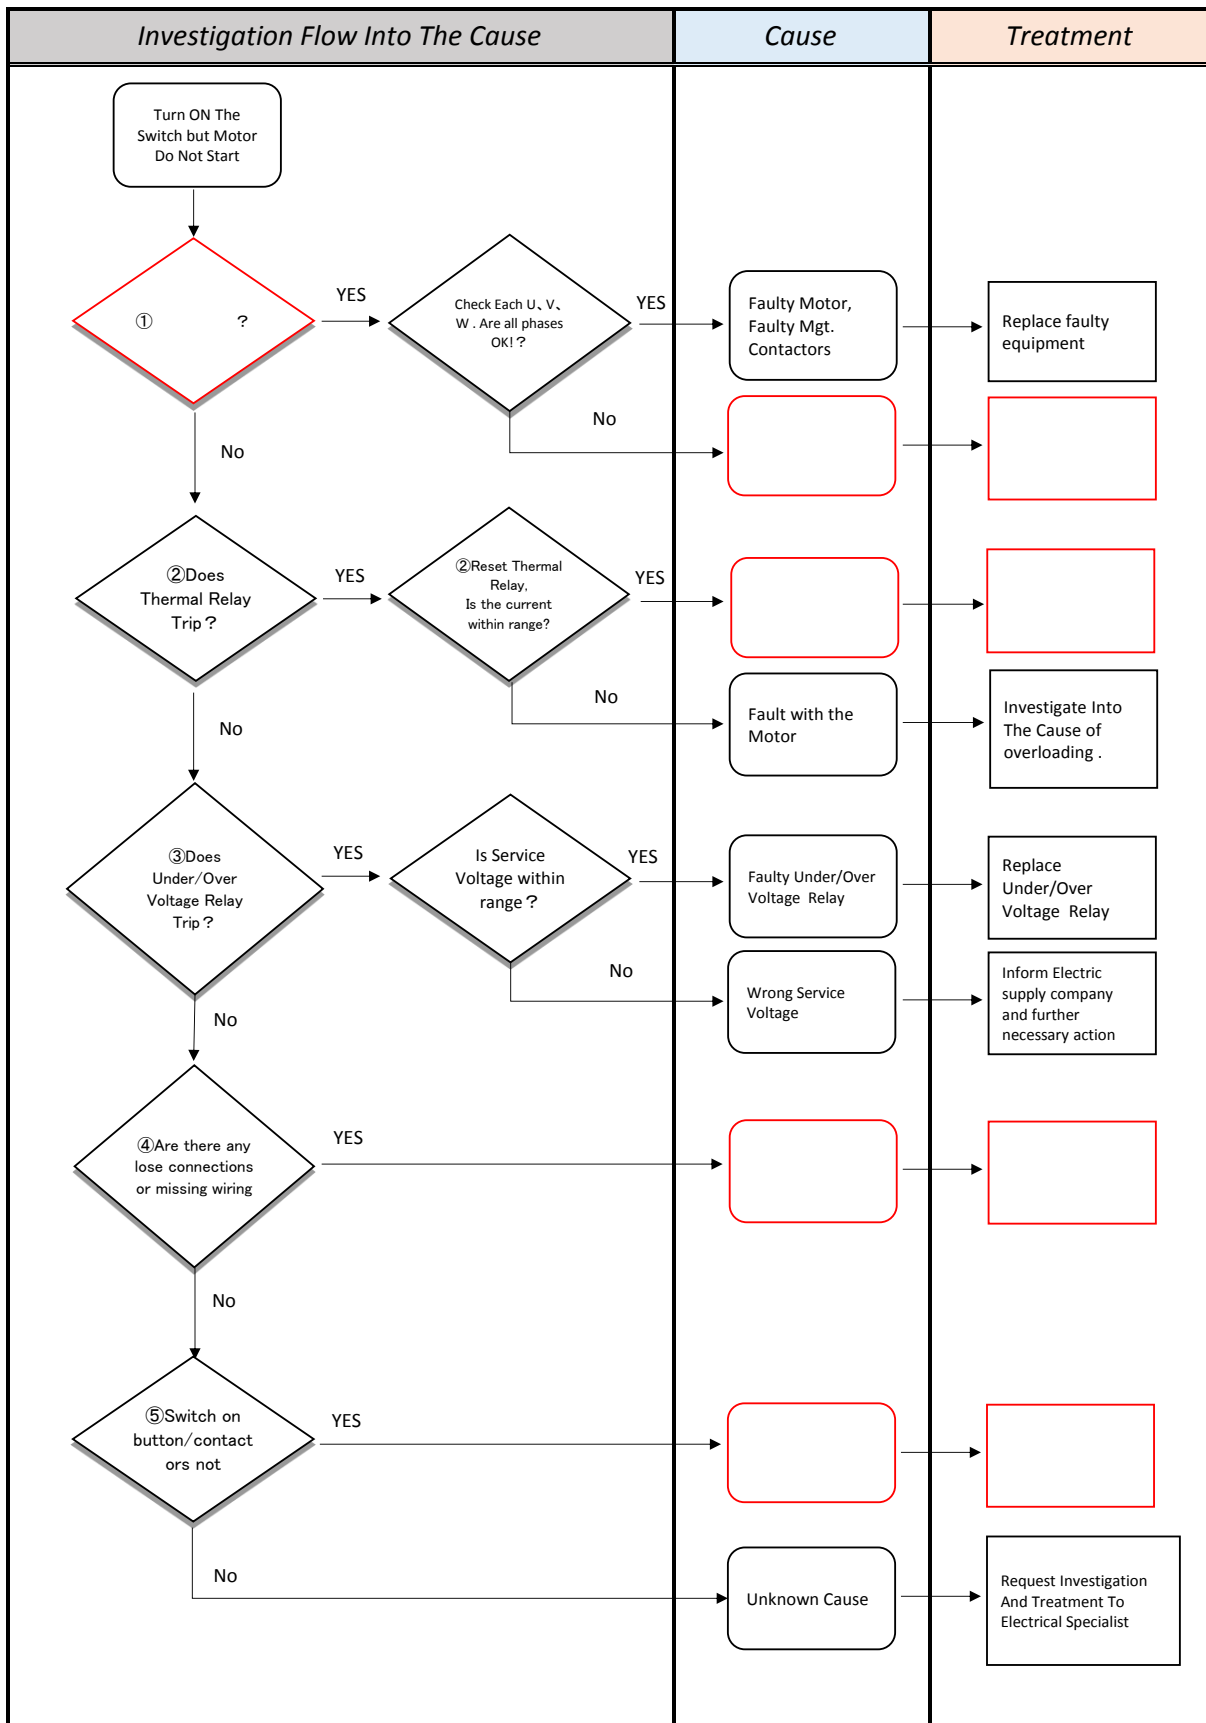 Investigation Flow Into The Cause
Cause
Treatment
Turn ON The
Switch but Motor
Do Not Start
① ?
YES
Check Each U、V、
W . Are all phases
OK!?
YES
Faulty Motor,
Faulty Mgt.
Contactors
Replace faulty
equipment
No
No
②Does
Thermal Relay
Trip?
YES
②Reset Thermal
Relay,
Is the current
within range?
YES
No
Fault with the
Motor
Investigate Into
The Cause of
overloading .
No
③Does
Under/Over
Voltage Relay
Trip?
YES
Is Service
Voltage within
range?
YES
Faulty Under/Over
Voltage Relay
Replace
Under/Over
Voltage Relay
No
Wrong Service
Voltage
Inform Electric
supply company
and further
necessary action
No
④Are there any
lose connections
or missing wiring
YES
No
⑤Switch on
button/contact
ors not
YES
No
Unknown Cause
Request Investigation
And Treatment To
Electrical Specialist